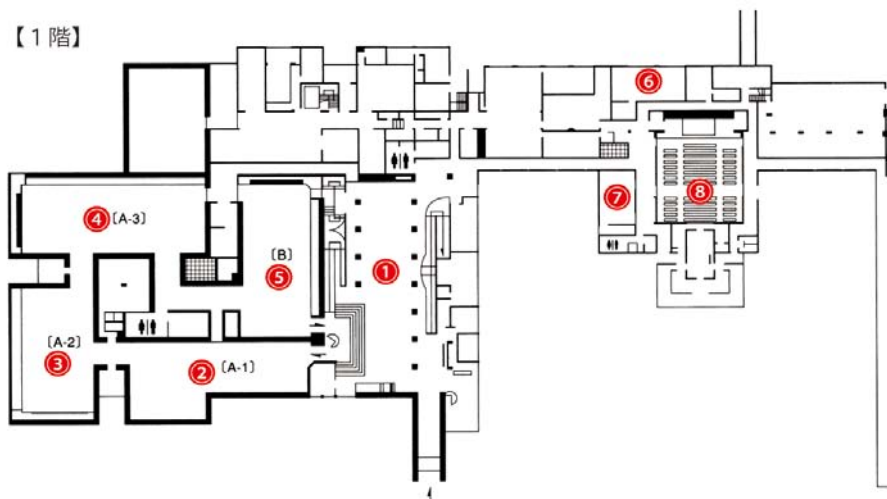 【1階】
⑥
④ [A-3]
⑦
⑧
[B]
⑤
①
[A-2]
③
② [A-1]